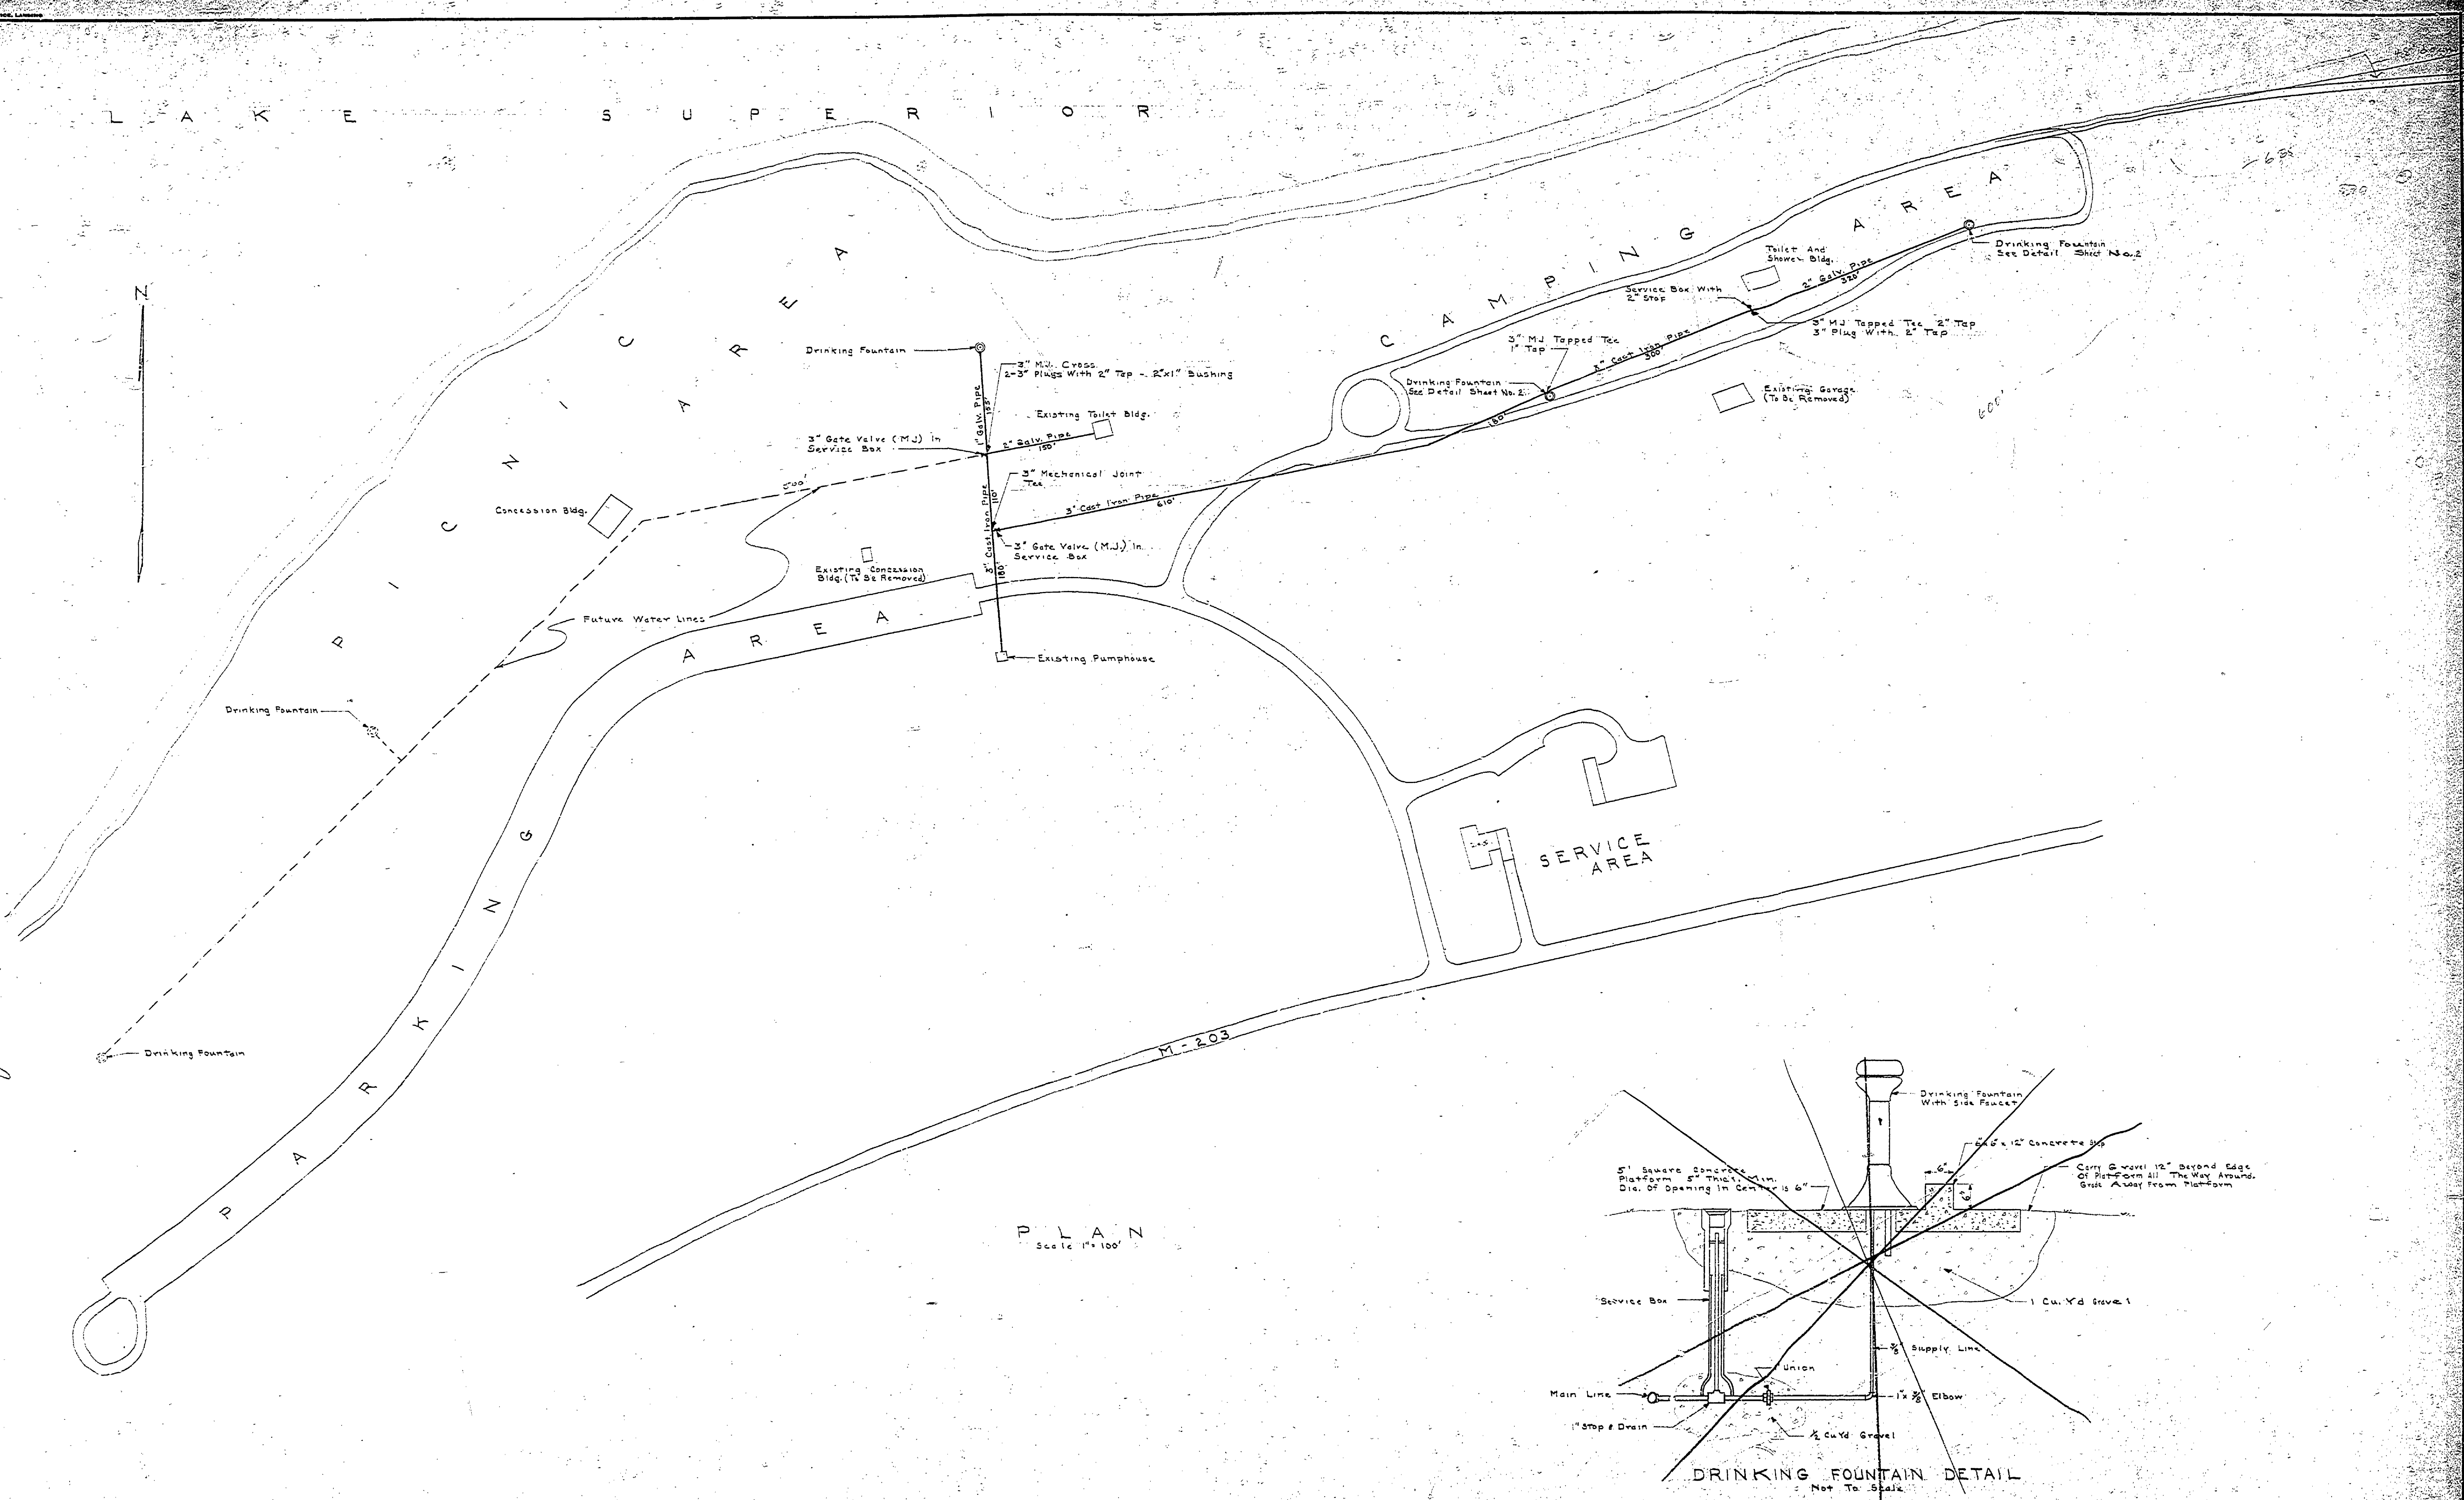 LAKE SUPERIOR
N
PICNIC AREA
CAMPING AREA
Drinking Fountain
See Detail Sheet No. 2
Toilet And
Shower Bldg.
2" Galv. Pipe
320'
Service Box With
2" Stop
3" MJ Tapped Tee 2" Tap
3" Plug With 2" Tap
3" MJ Tapped Tee
1" Tap
Cast Iron Pipe
300'
Drinking Fountain
See Detail Sheet No. 2
Existing Garage
(To Be Removed)
600'
Drinking Fountain
3" M.J. Cross
2-3" Plugs With 2" Tap - 2"x1" Bushing
1" Galv. Pipe
Existing Toilet Bldg.
3" Gate Valve (MJ) In
Service Box
2" Galv. Pipe
150'
3" Mechanical Joint
Tee
500'
110'
3" Cast Iron Pipe
610'
3" Cast Iron Pipe
180'
Concession Bldg.
3" Gate Valve (M.J.) In
Service Box
Existing Concession
Bldg. (To Be Removed)
Future Water Lines
PARKING AREA
Existing Pumphouse
Drinking Fountain
SERVICE
AREA
Drinking Fountain
M-203
PLAN
Scale 1"=100'
Drinking Fountain
With Side Faucet
6"x6"x12" Concrete Step
6"
6"
5' Square Concrete
Platform 5" Thick, Min.
Dia. Of Opening In Center is 6"
Carry Gravel 12" Beyond Edge
Of Platform All The Way Around.
Grade Away From Platform
Service Box
1 Cu. Yd Gravel
3/8" Supply Line
Union
Main Line
1"x 3/8" Elbow
1" Stop & Drain
1/2 Cu Yd Gravel
DRINKING FOUNTAIN DETAIL
Not To Scale